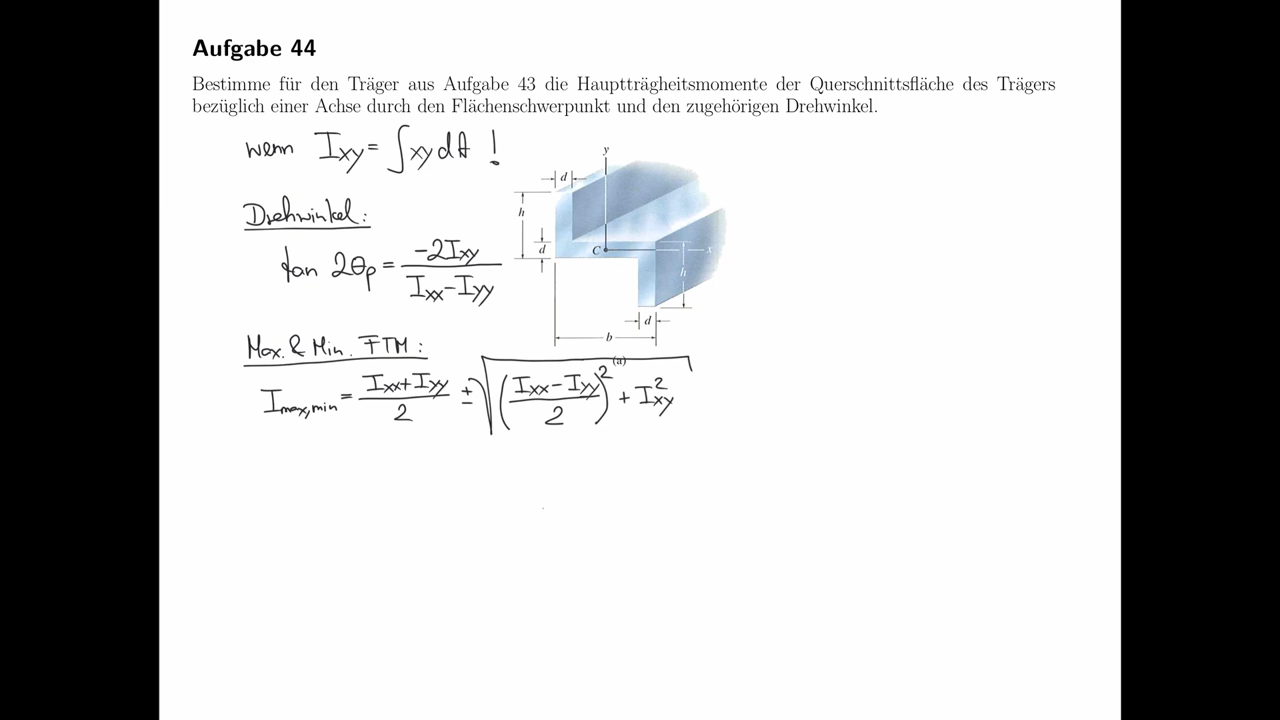 Aufgabe 44
Bestimme für den Träger aus Aufgabe 43 die Hauptträgheitsmomente der Querschnittsfläche des Trägers
bezüglich einer Achse durch den Flächenschwerpunkt und den zugehörigen Drehwinkel.
wenn Ixy = ∫xy dA !
Drehwinkel:
tan 2θp = -2Ixy / (Ixx - Iyy)
Max. & Min. FTM:
Imax,min = (Ixx + Iyy)/2 ± √(((Ixx - Iyy)/2)² + Ixy²)
y
d
h
d
C
x
h
d
b
(a)